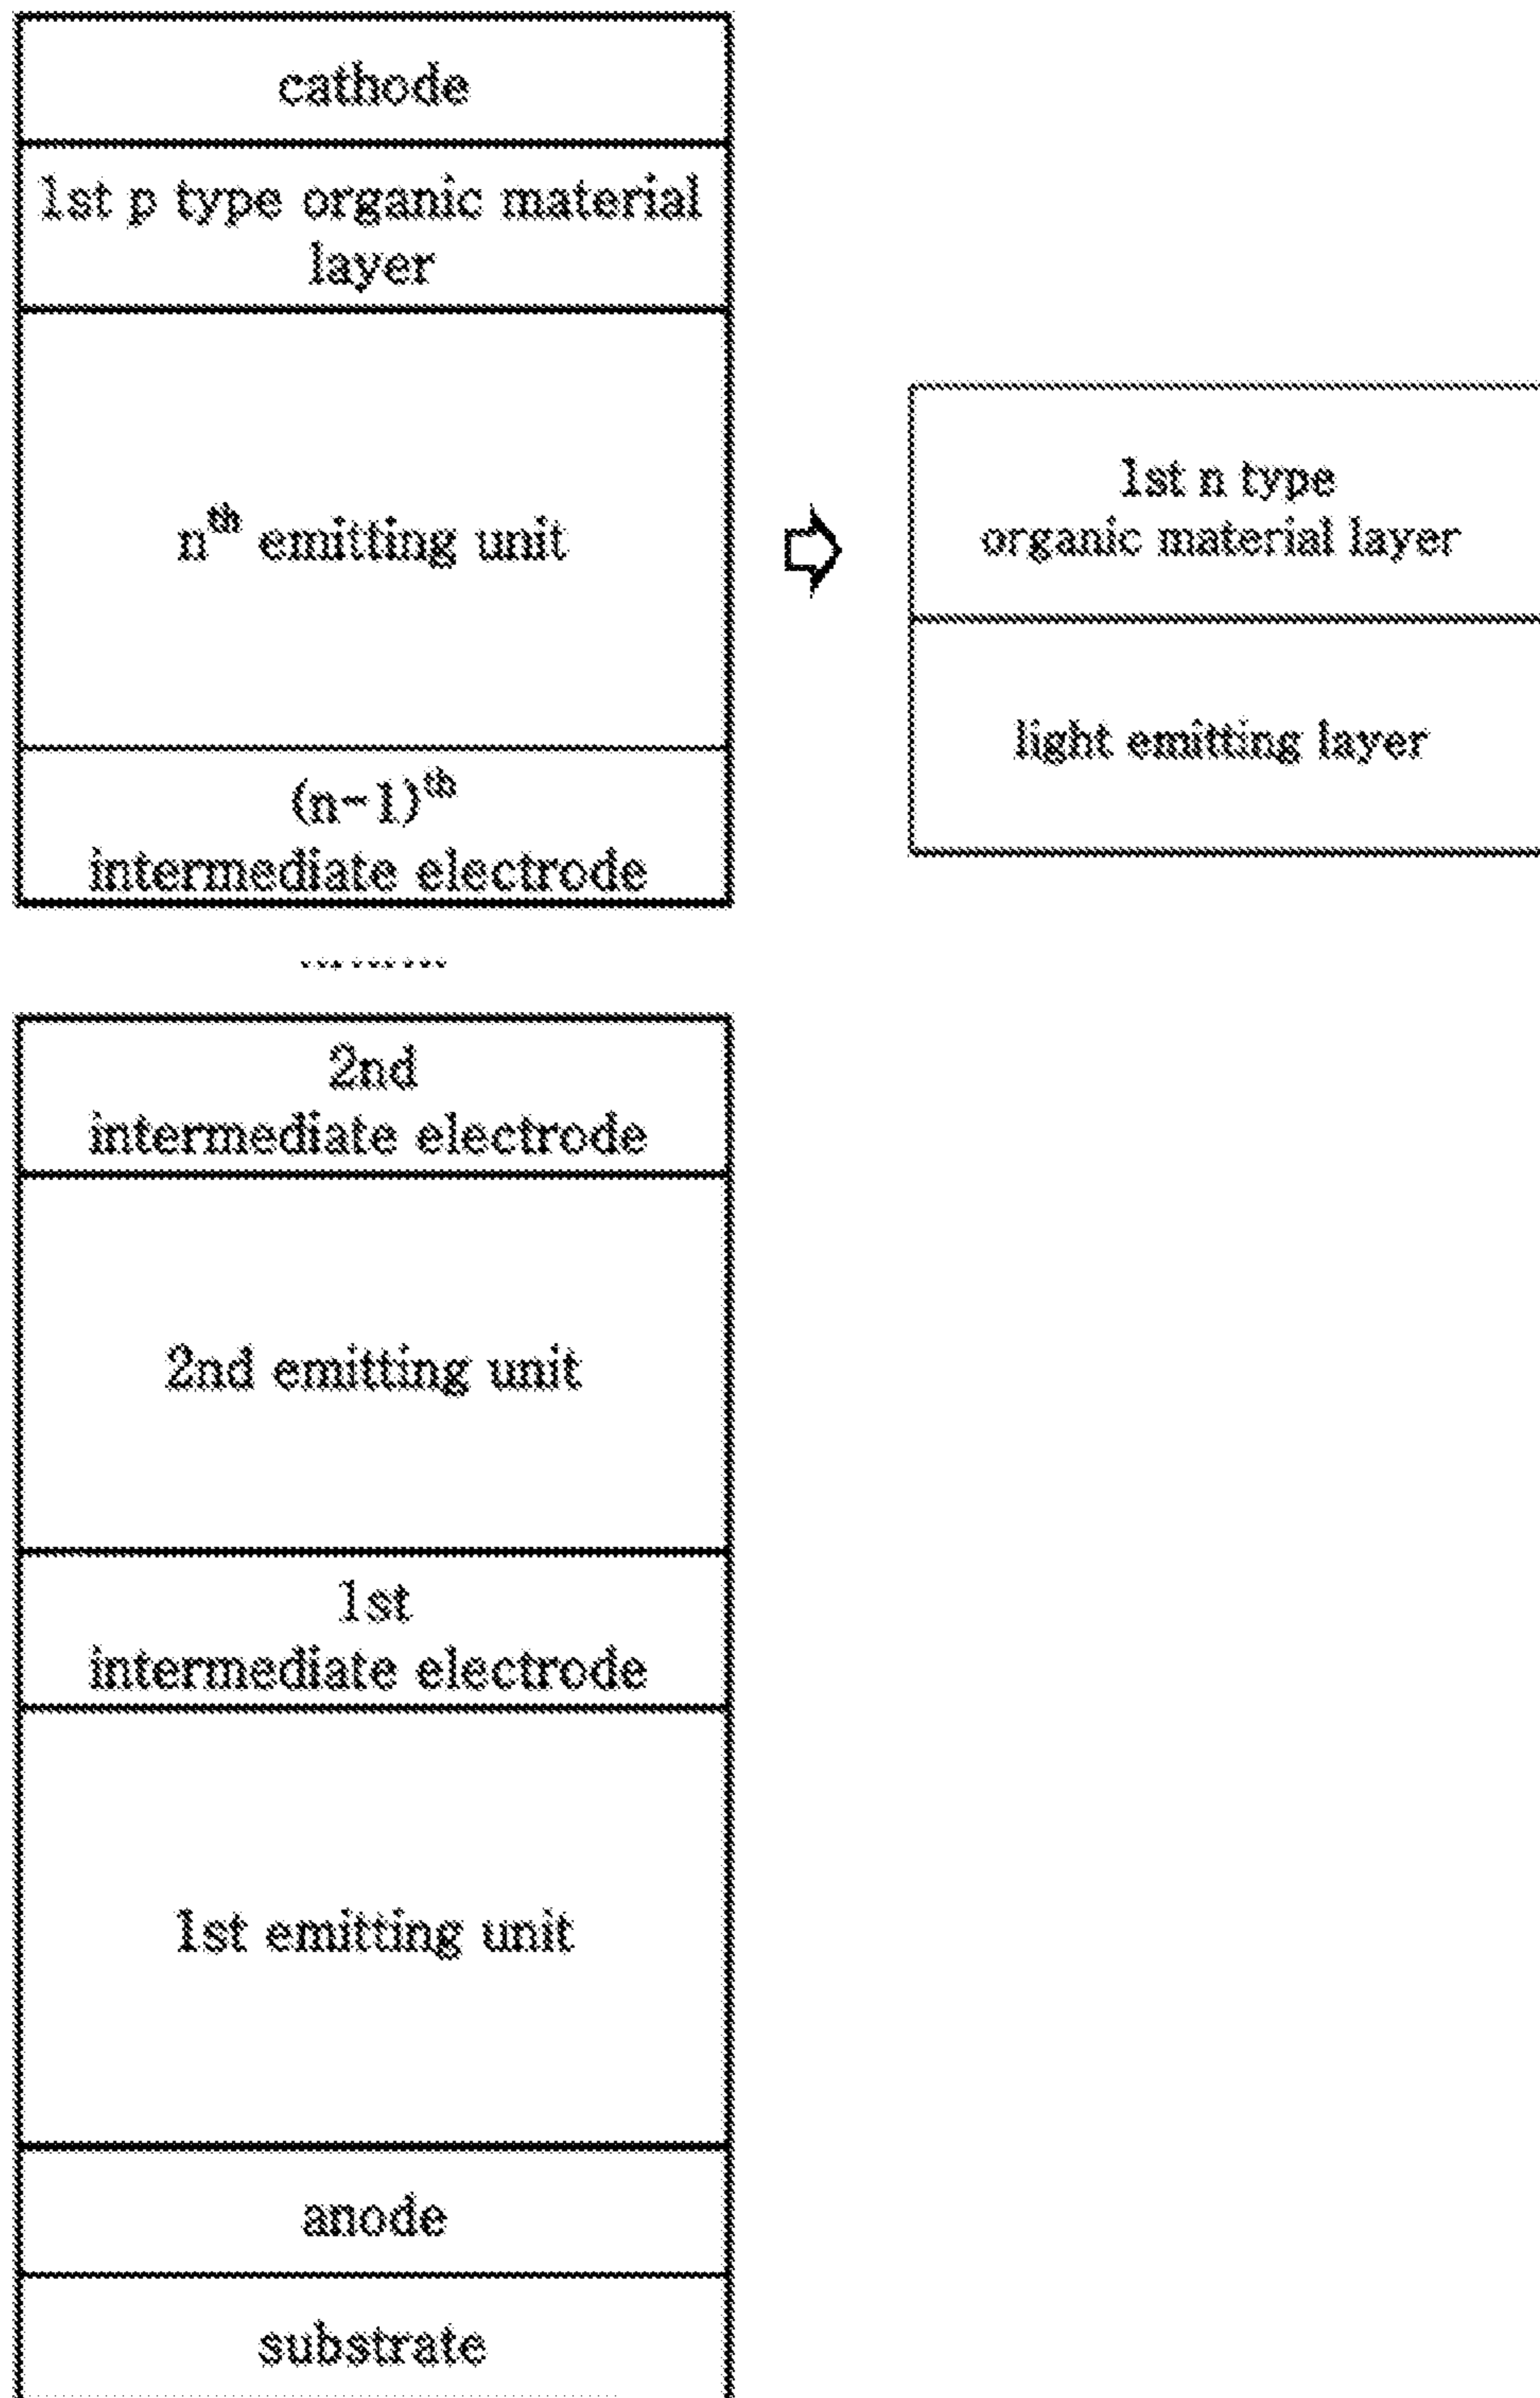 cathode
1st p type organic material
layer
nᵗʰ emitting unit
1st n type
organic material layer
light emitting layer
(n-1)ᵗʰ
intermediate electrode
.........
2nd
intermediate electrode
2nd emitting unit
1st
intermediate electrode
1st emitting unit
anode
substrate